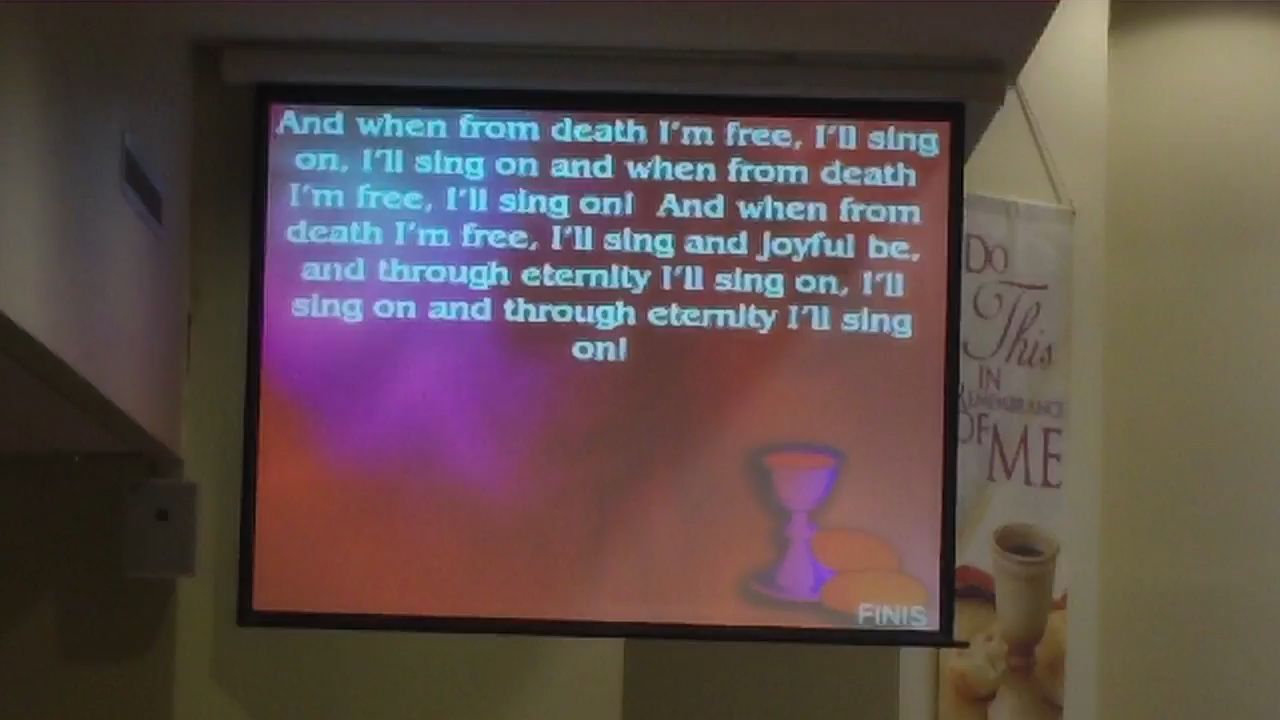 And when from death I'm free, I'll sing
on, I'll sing on and when from death
I'm free, I'll sing on! And when from
death I'm free, I'll sing and joyful be,
and through eternity I'll sing on, I'll
sing on and through eternity I'll sing
on!
FINIS
DO
This
IN
REMEMBRANCE
OF ME